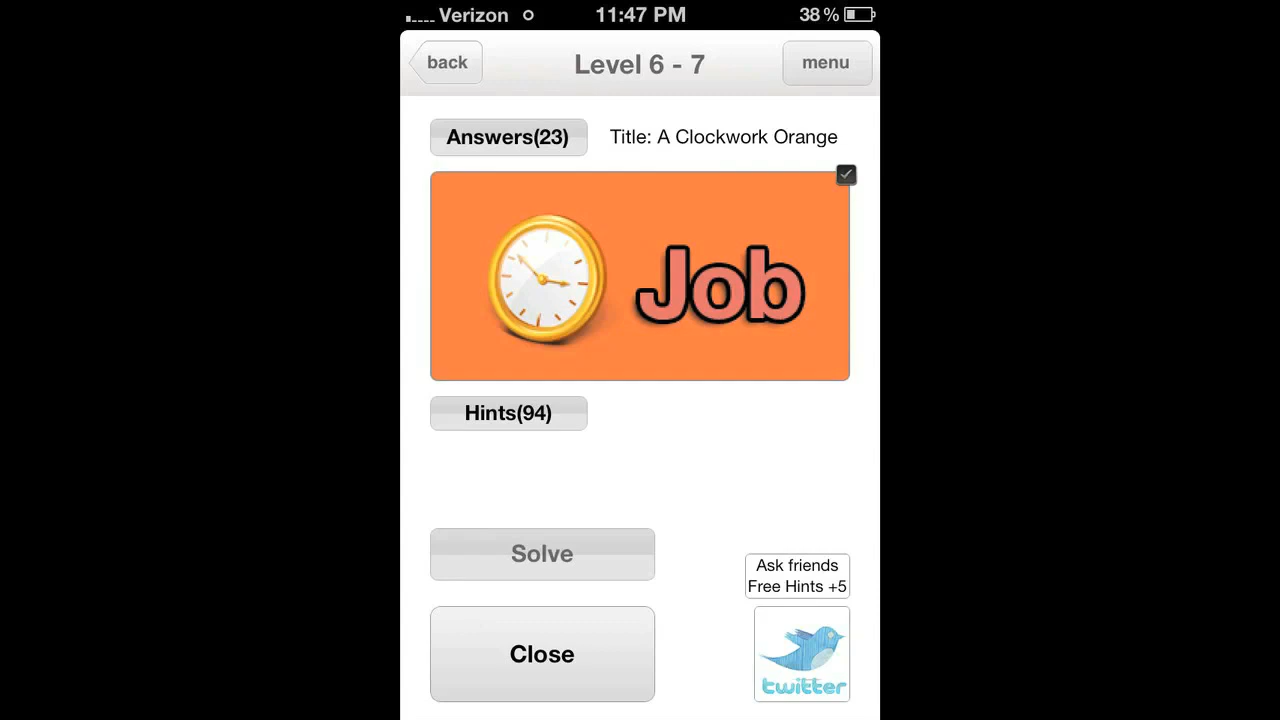 Verizon 11:47 PM 38 %
back Level 6 - 7 menu
Answers(23) Title: A Clockwork Orange
Job
Hints(94)
Solve
Ask friends
Free Hints +5
Close
twitter